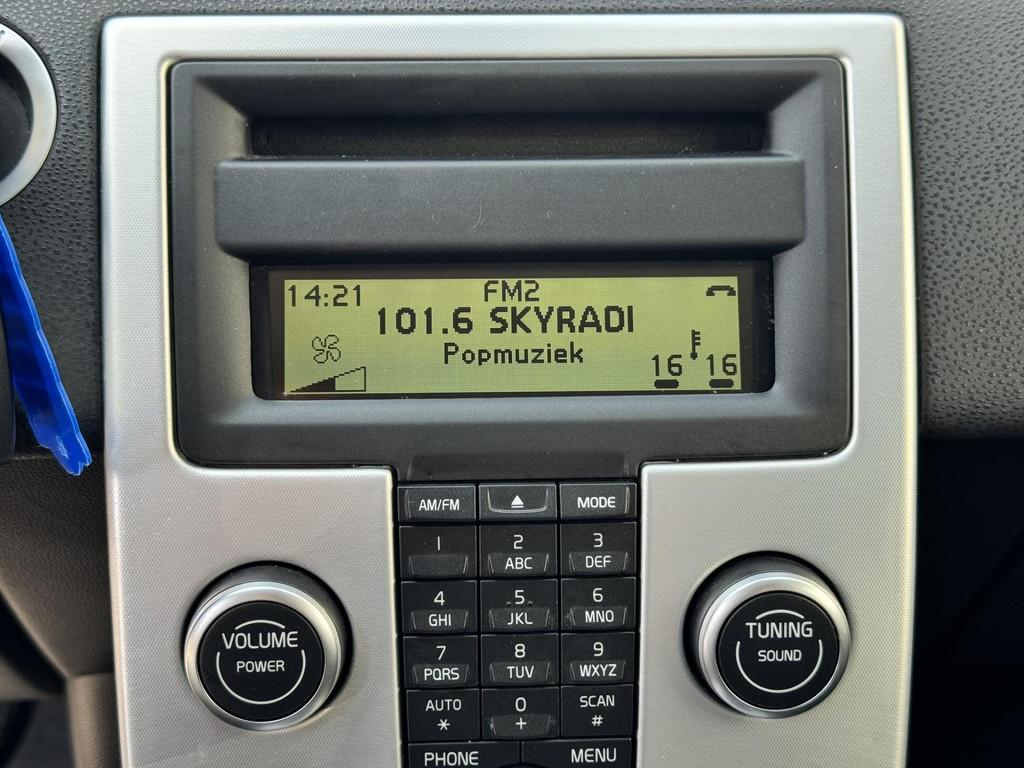 14:21 FM2
101.6 SKYRADI
Popmuziek
16 16
AM/FM MODE
1 2 3
ABC DEF
4 5 6
GHI JKL MNO
7 8 9
PQRS TUV WXYZ
AUTO 0 SCAN
* + #
PHONE MENU
VOLUME
POWER
TUNING
SOUND